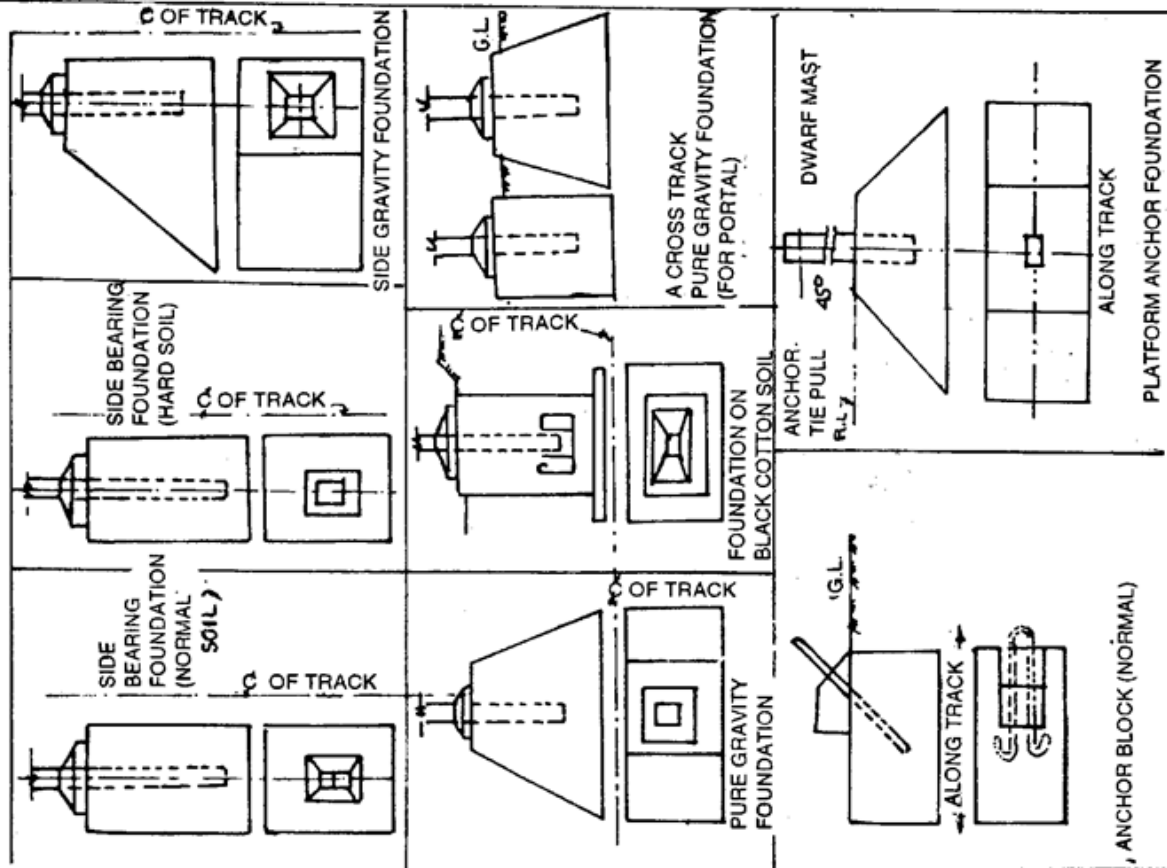 SIDE
BEARING
FOUNDATION
(NORMAL
SOIL)
℄ OF TRACK
SIDE BEARING
FOUNDATION
(HARD SOIL)
℄ OF TRACK
℄ OF TRACK
SIDE GRAVITY FOUNDATION
℄ OF TRACK
PURE GRAVITY
FOUNDATION
℄ OF TRACK
FOUNDATION ON
BLACK COTTON SOIL
G.L.
A CROSS TRACK
PURE GRAVITY FOUNDATION
(FOR PORTAL)
G.L.
ALONG TRACK
ANCHOR BLOCK (NORMAL)
ANCHOR
TIE PULL
R.L.
45°
DWARF MAST
ALONG TRACK
PLATFORM ANCHOR FOUNDATION